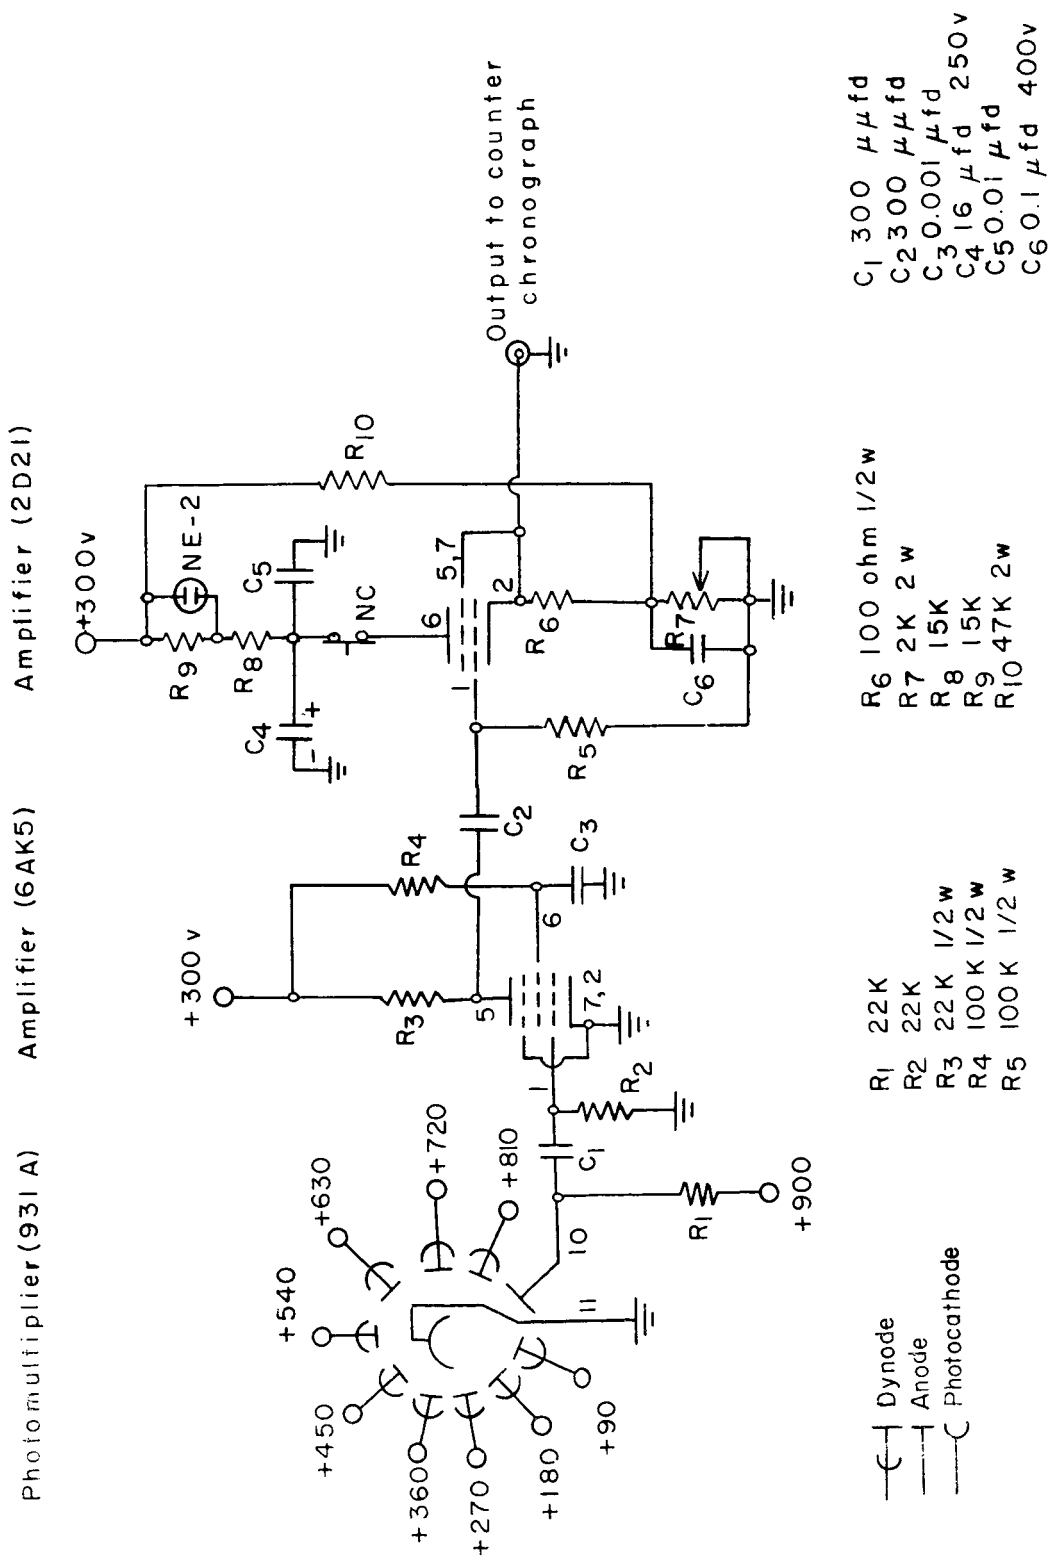 Photomultiplier (931 A)
Amplifier (6AK5)
Amplifier (2D21)
+300v
+300v
R9
NE-2
R8
C4
- +
C5
NC
R10
R3
R4
5
6
C2
C3
1
7, 2
R2
6
5,7
1
2
R5
R6
R7
C6
Output to counter
chronograph
+450
+540
+630
+720
+810
+360
+270
+180
+90
11
10
C1
R1
+900
Dynode
Anode
Photocathode
R1 22K
R2 22K
R3 22K 1/2w
R4 100K 1/2w
R5 100K 1/2w
R6 100 ohm 1/2w
R7 2K 2w
R8 15K
R9 15K
R10 47K 2w
C1 300 μμfd
C2 300 μμfd
C3 0.001 μfd
C4 16 μfd 250v
C5 0.01 μfd
C6 0.1 μfd 400v